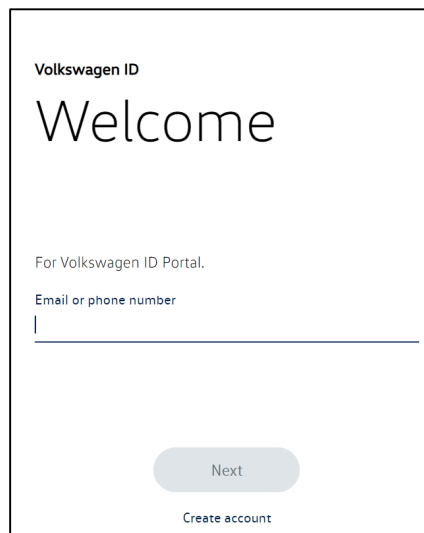 Volkswagen ID
Welcome
For Volkswagen ID Portal.
Email or phone number
Next
Create account